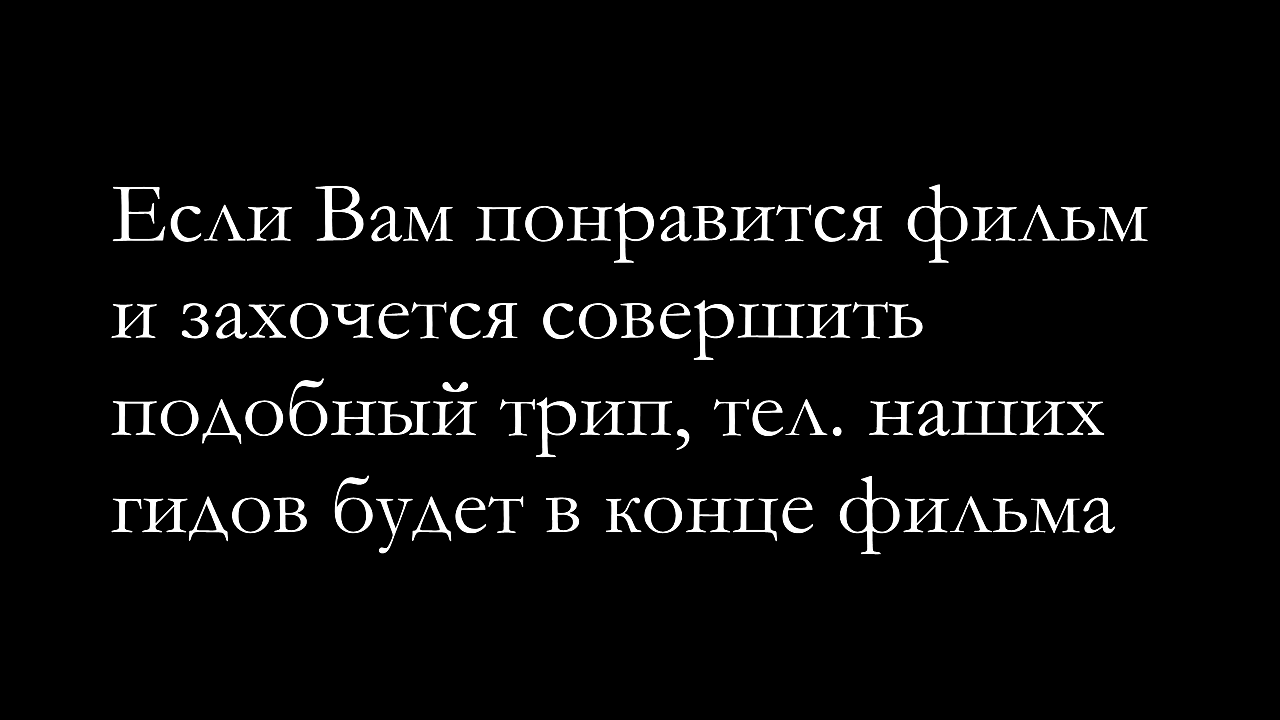 Если Вам понравится фильм
и захочется совершить
подобный трип, тел. наших
гидов будет в конце фильма